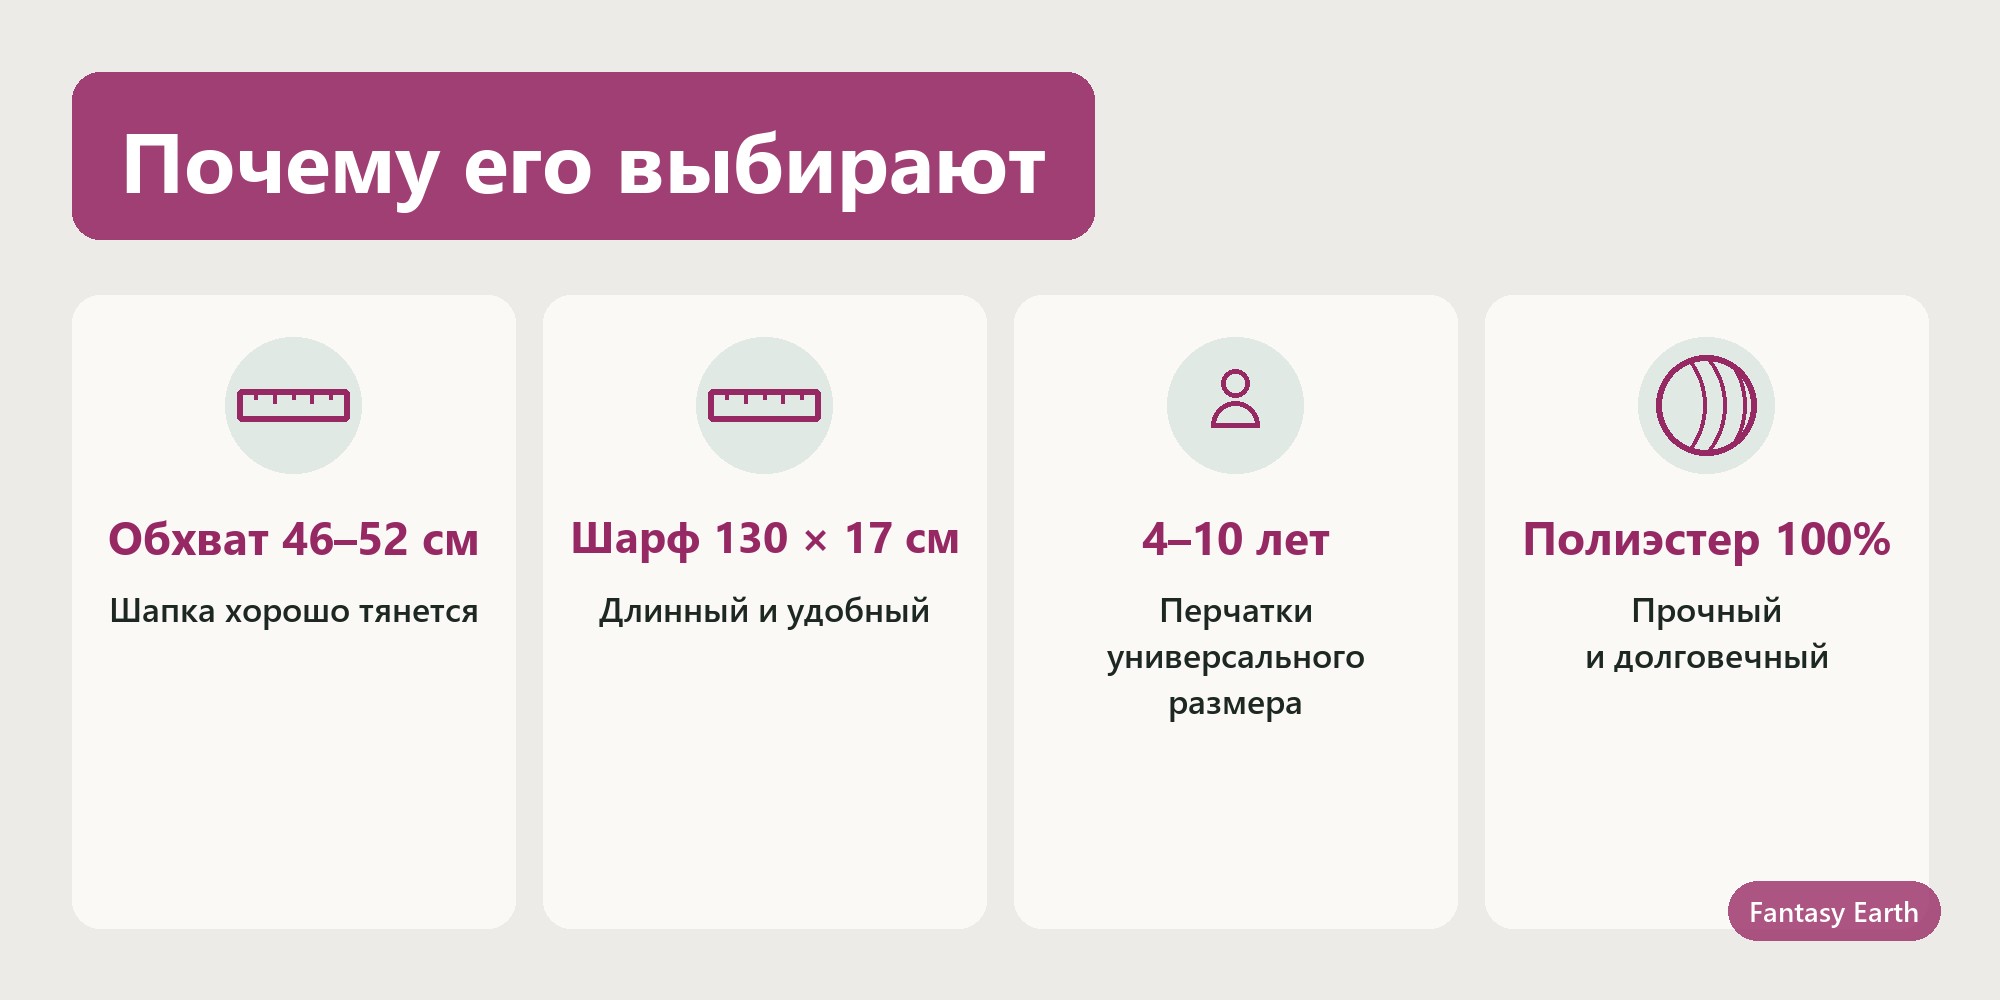 Почему его выбирают
Обхват 46–52 см
Шапка хорошо тянется
Шарф 130 × 17 см
Длинный и удобный
4–10 лет
Перчатки
универсального
размера
Полиэстер 100%
Прочный
и долговечный
Fantasy Earth